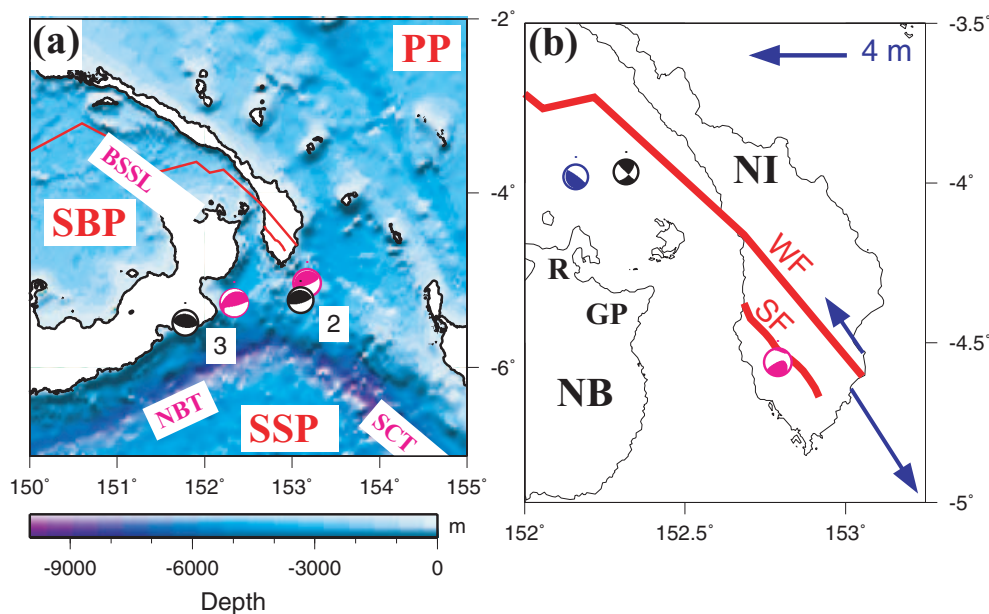 (a)
PP
BSSL
SBP
2
3
NBT
SSP
SCT
-2°
-4°
-6°
150°
151°
152°
153°
154°
155°
m
-9000
-6000
-3000
0
Depth
(b)
4 m
NI
R
GP
WF
SF
NB
-3.5°
-4°
-4.5°
-5°
152°
152.5°
153°